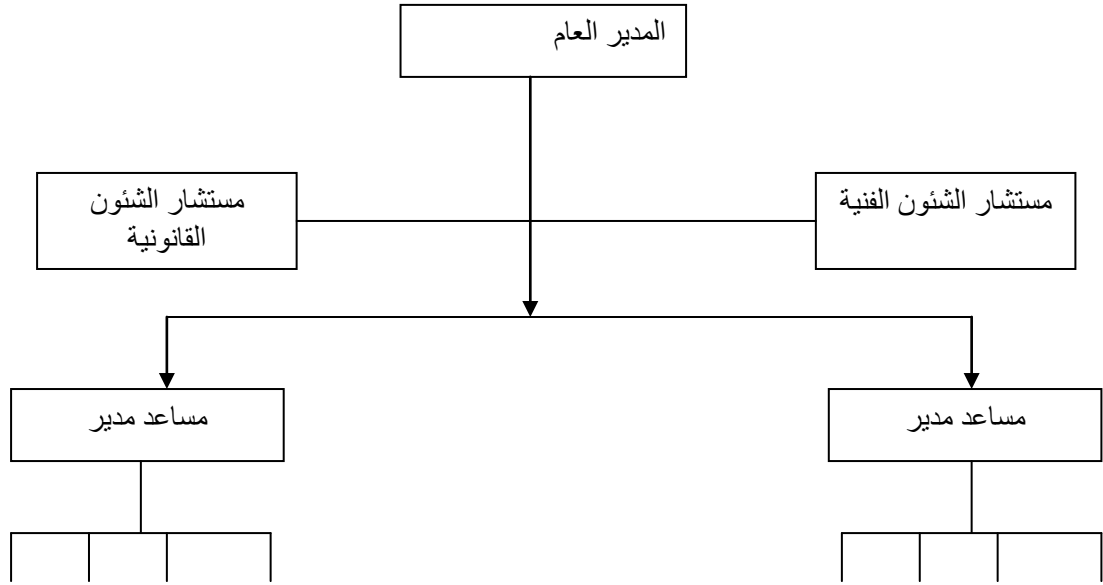 المدير العام
مستشار الشئون الفنية
مستشار الشئون
القانونية
مساعد مدير
مساعد مدير